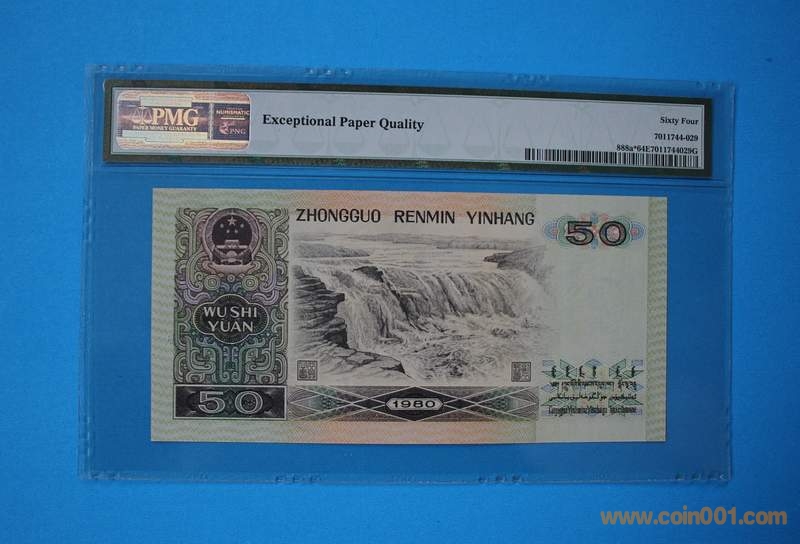 PMG
PAPER MONEY GUARANTY
NUMISMATIC
PNG
Exceptional Paper Quality
Sixty Four
7011744-029
888a*64E7011744029G
ZHONGGUO RENMIN YINHANG
50
WU SHI
YUAN
50
1980
www.coin001.com